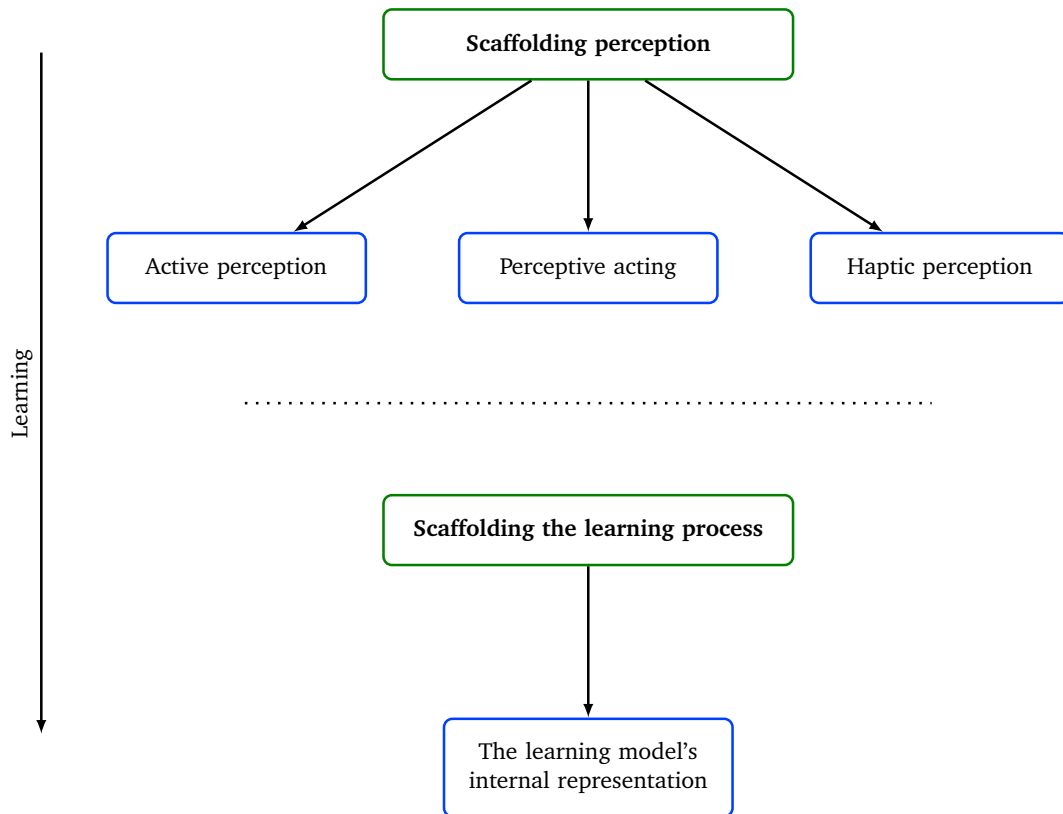 Scaffolding perception
Active perception
Perceptive acting
Haptic perception
Learning
Scaffolding the learning process
The learning model’s
internal representation